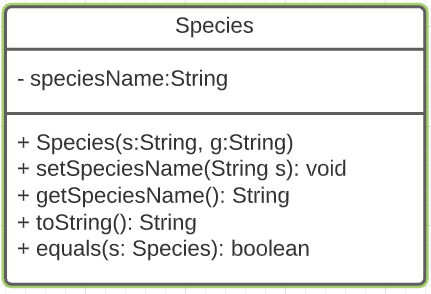 Species
- speciesName:String
+ Species(s:String, g:String)
+ setSpeciesName(String s): void
+ getSpeciesName(): String
+ toString(): String
+ equals(s: Species): boolean